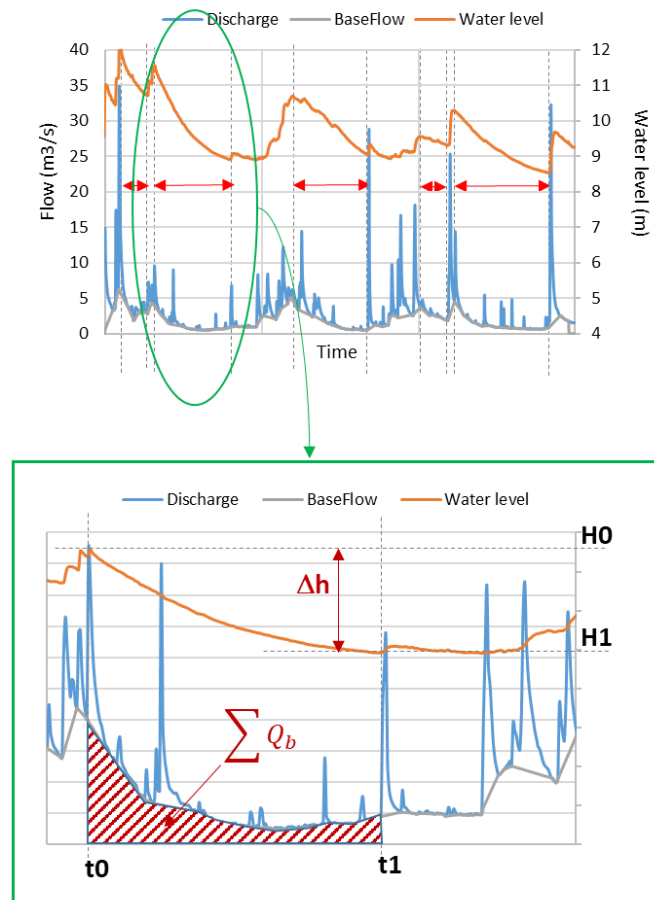 Discharge BaseFlow Water level
40 12
35 11
30 10
25 9
20 8
15 7
10 6
5 5
0 4
Flow (m3/s)
Water level (m)
Time
Discharge BaseFlow Water level
H0
Δh
H1
∑ Q_b
t0 t1